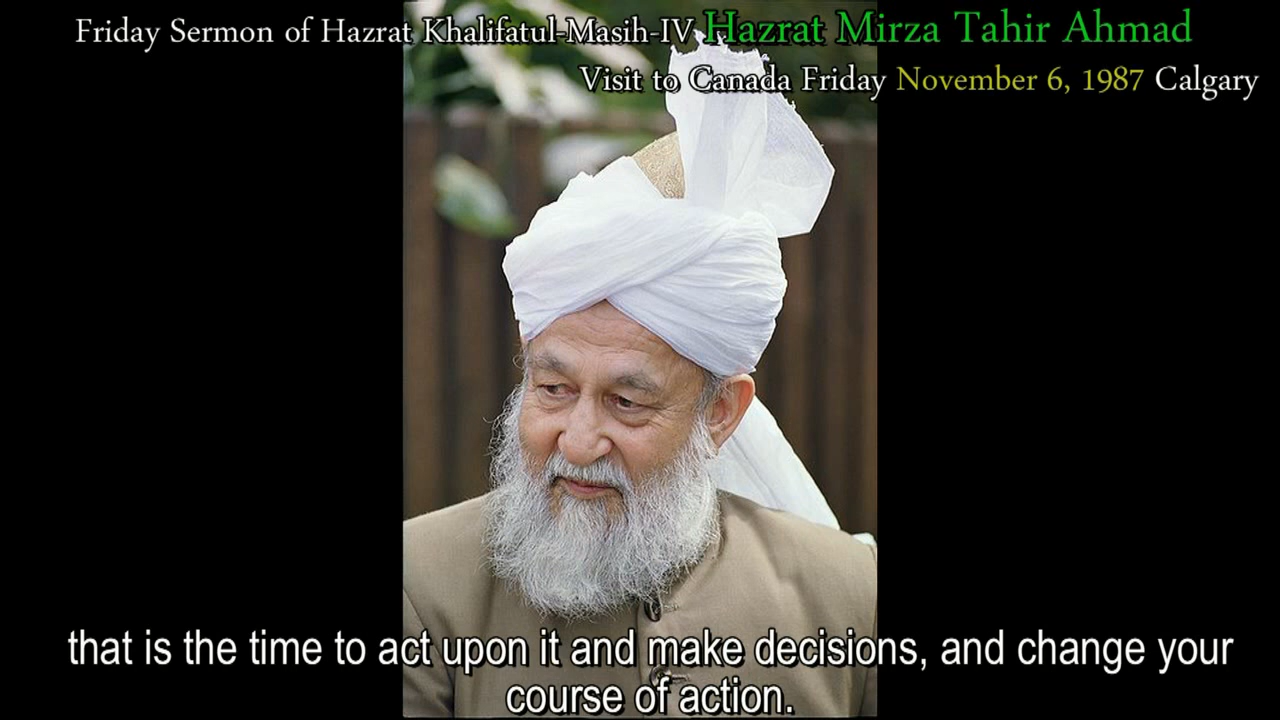 Friday Sermon of Hazrat Khalifatul-Masih-IV Hazrat Mirza Tahir Ahmad
Visit to Canada Friday November 6, 1987 Calgary
that is the time to act upon it and make decisions, and change your
course of action.